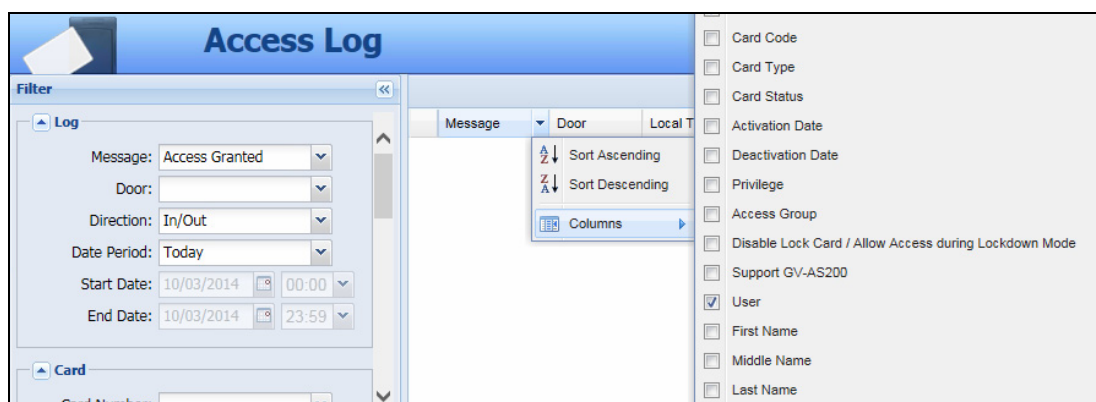 Access Log
Filter
Log
Message: Access Granted
Door:
Direction: In/Out
Date Period: Today
Start Date: 10/03/2014 00:00
End Date: 10/03/2014 23:59
Card
Message Door Local T
Sort Ascending
Sort Descending
Columns
Card Code
Card Type
Card Status
Activation Date
Deactivation Date
Privilege
Access Group
Disable Lock Card / Allow Access during Lockdown Mode
Support GV-AS200
User
First Name
Middle Name
Last Name